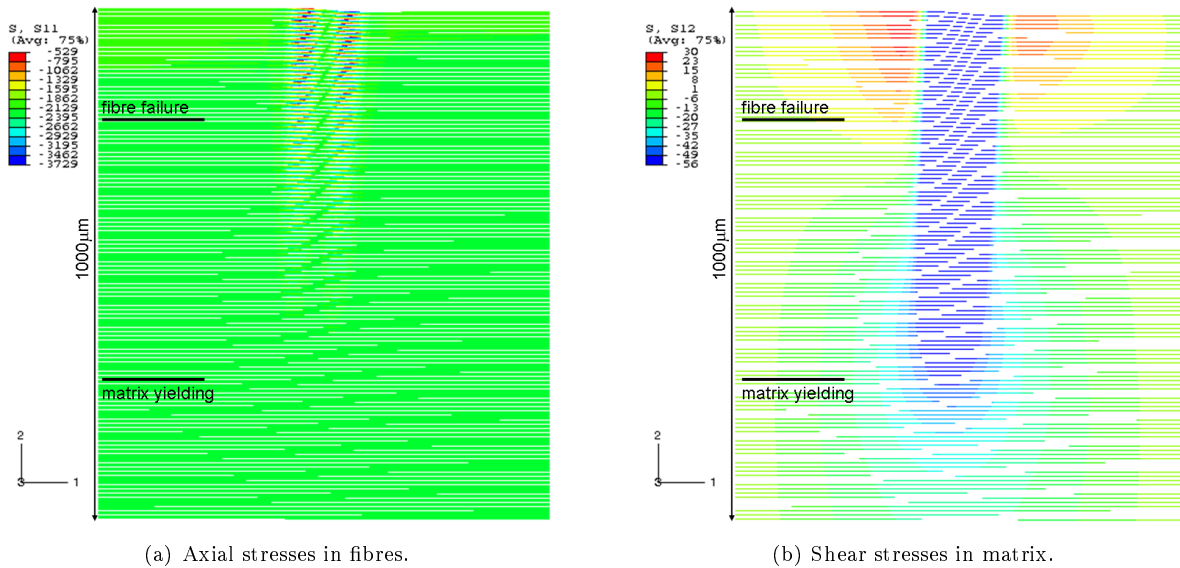 S, S11
(Avg: 75%)
-529
-795
-1062
-1329
-1595
-1862
-2129
-2395
-2662
-2929
-3195
-3462
-3729
fibre failure
1000μm
matrix yielding
2
3
1
(a) Axial stresses in fibres.
S, S12
(Avg: 75%)
30
23
15
8
1
-6
-13
-20
-27
-35
-42
-49
-56
fibre failure
1000μm
matrix yielding
2
3
1
(b) Shear stresses in matrix.